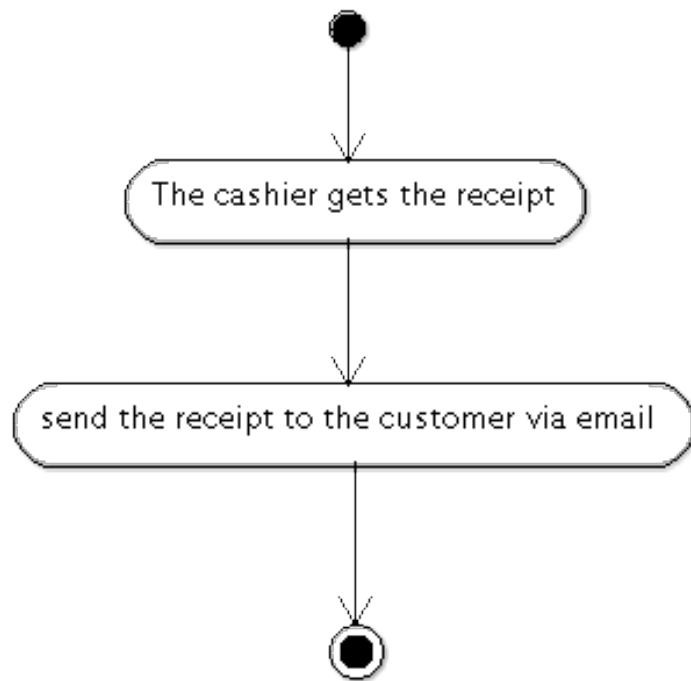 The cashier gets the receipt
send the receipt to the customer via email